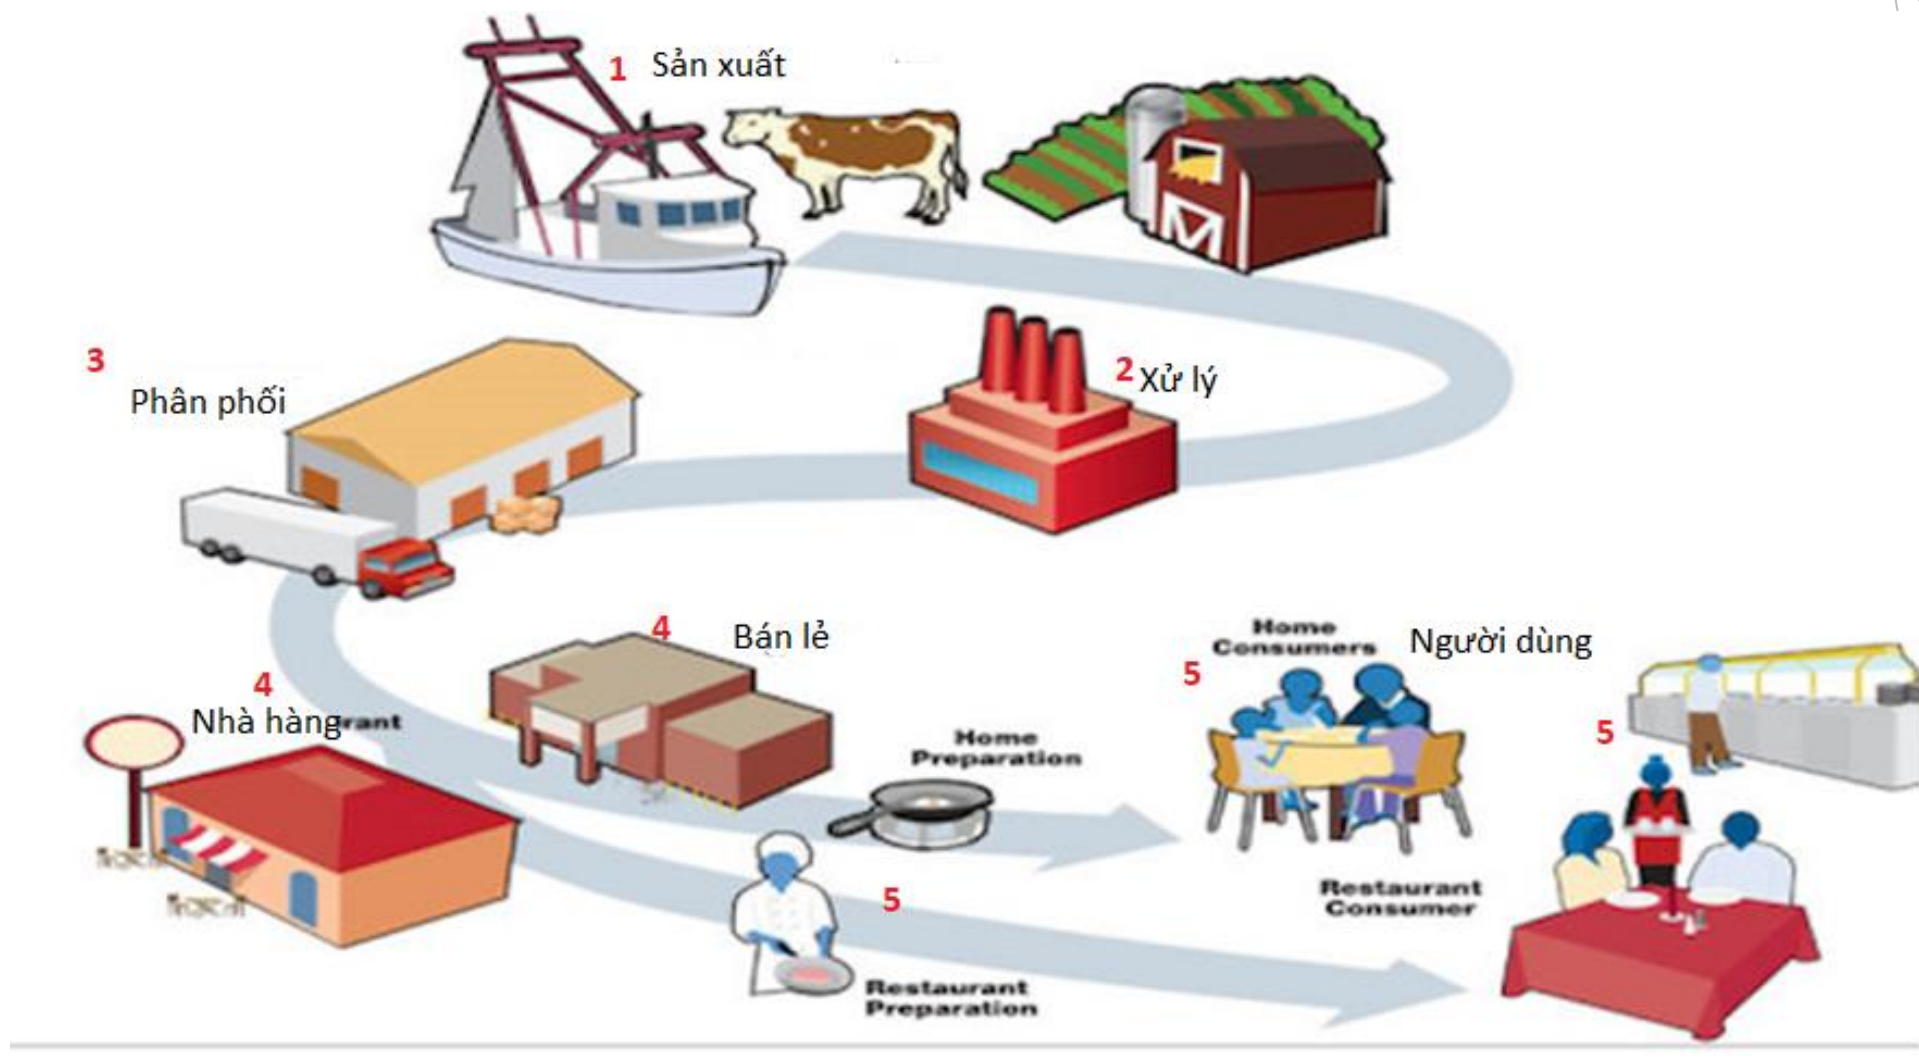 1 Sản xuất
2 Xử lý
3
Phân phối
4 Bán lẻ
4
Nhà hàngrant
Home
Preparation
Home
Consumers
Người dùng
5
5
5
Restaurant
Preparation
Restaurant
Consumer